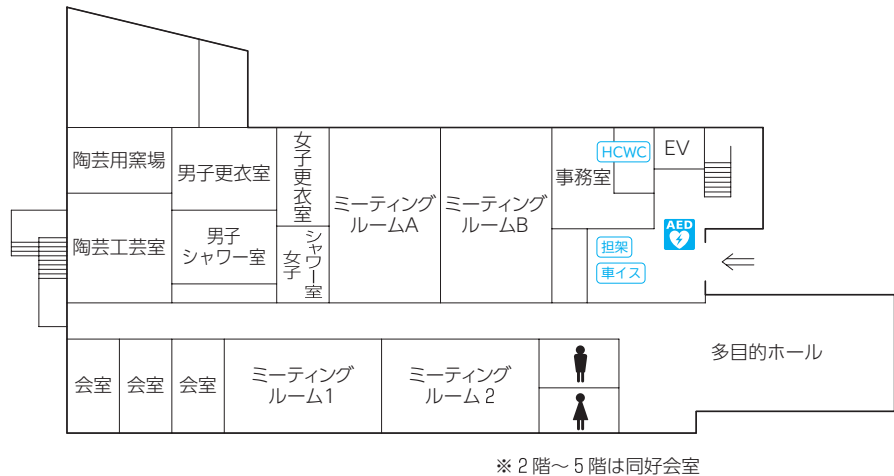 陶芸用窯場
男子更衣室
女子更衣室
ミーティング
ルームA
ミーティング
ルームB
事務室
HCWC
EV
陶芸工芸室
男子
シャワー室
女子
シャワー室
担架
車イス
AED
会室
会室
会室
ミーティング
ルーム1
ミーティング
ルーム2
多目的ホール
※2階〜5階は同好会室